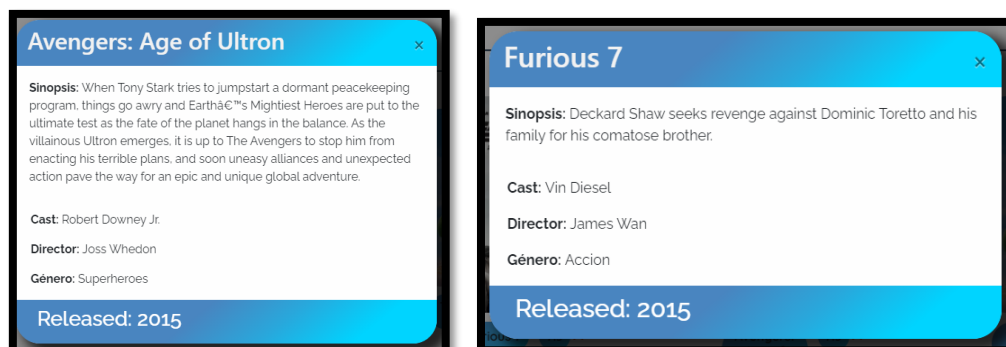 Avengers: Age of Ultron ×
Sinopsis: When Tony Stark tries to jumpstart a dormant peacekeeping
program, things go awry and Earthâ€™s Mightiest Heroes are put to the
ultimate test as the fate of the planet hangs in the balance. As the
villainous Ultron emerges, it is up to The Avengers to stop him from
enacting his terrible plans, and soon uneasy alliances and unexpected
action pave the way for an epic and unique global adventure.
Cast: Robert Downey Jr.
Director: Joss Whedon
Género: Superheroes
Released: 2015
Furious 7 ×
Sinopsis: Deckard Shaw seeks revenge against Dominic Toretto and his
family for his comatose brother.
Cast: Vin Diesel
Director: James Wan
Género: Accion
Released: 2015